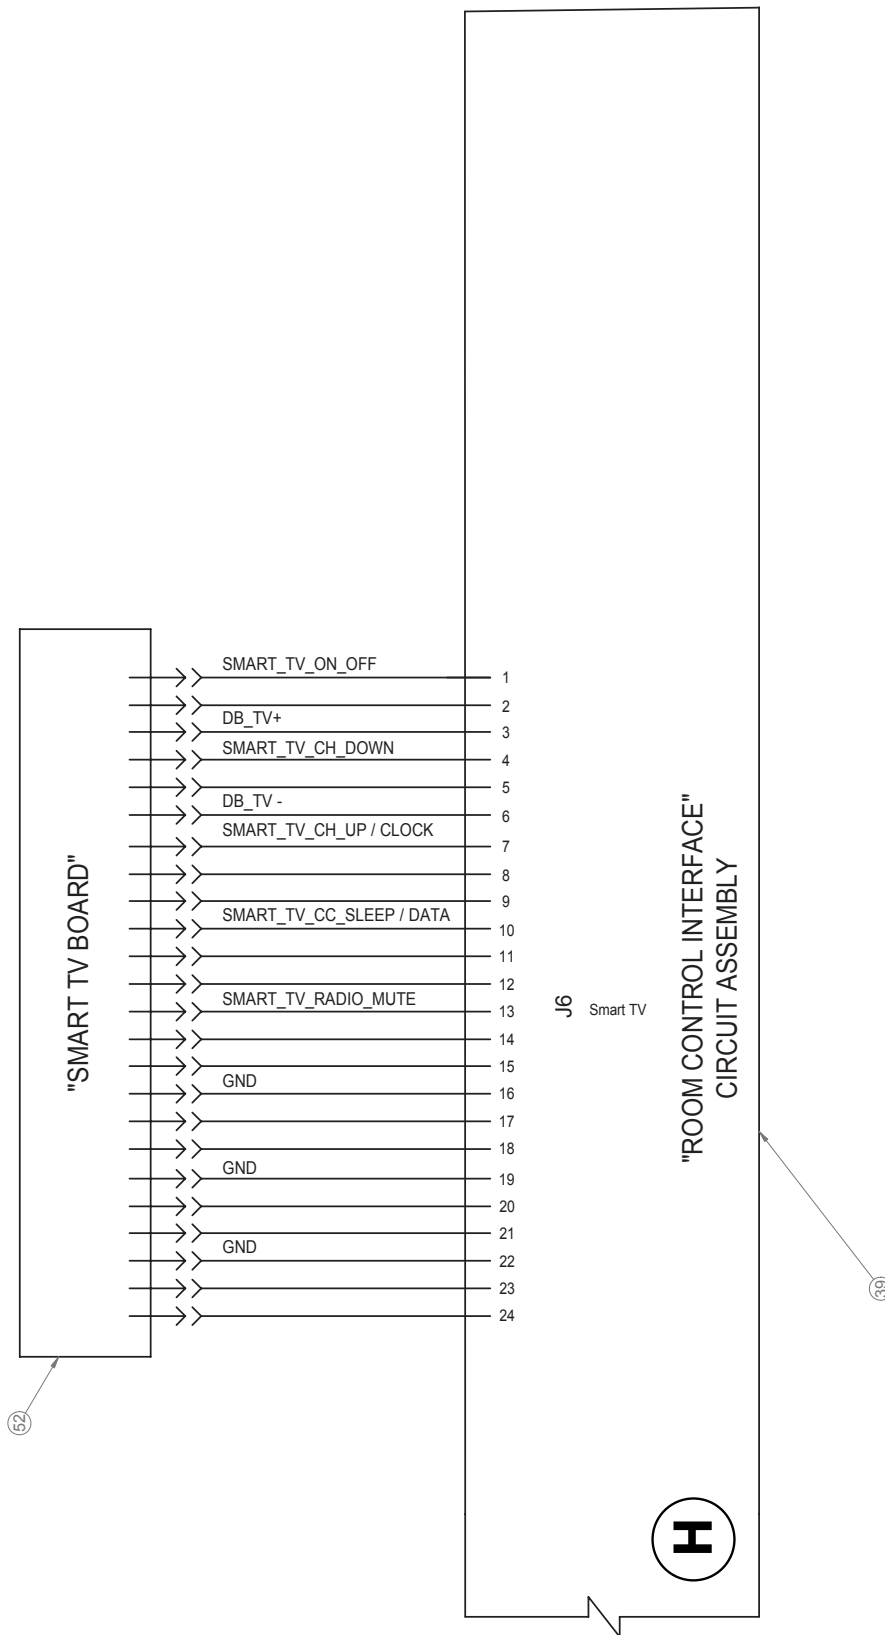 SMART_TV_ON_OFF
1
2
DB_TV+
3
SMART_TV_CH_DOWN
4
5
DB_TV -
6
SMART_TV_CH_UP / CLOCK
7
8
9
SMART_TV_CC_SLEEP / DATA
10
11
12
SMART_TV_RADIO_MUTE
13
14
15
GND
16
17
18
GND
19
20
21
GND
22
23
24
"SMART TV BOARD"
J6
Smart TV
"ROOM CONTROL INTERFACE"
CIRCUIT ASSEMBLY
52
39
H